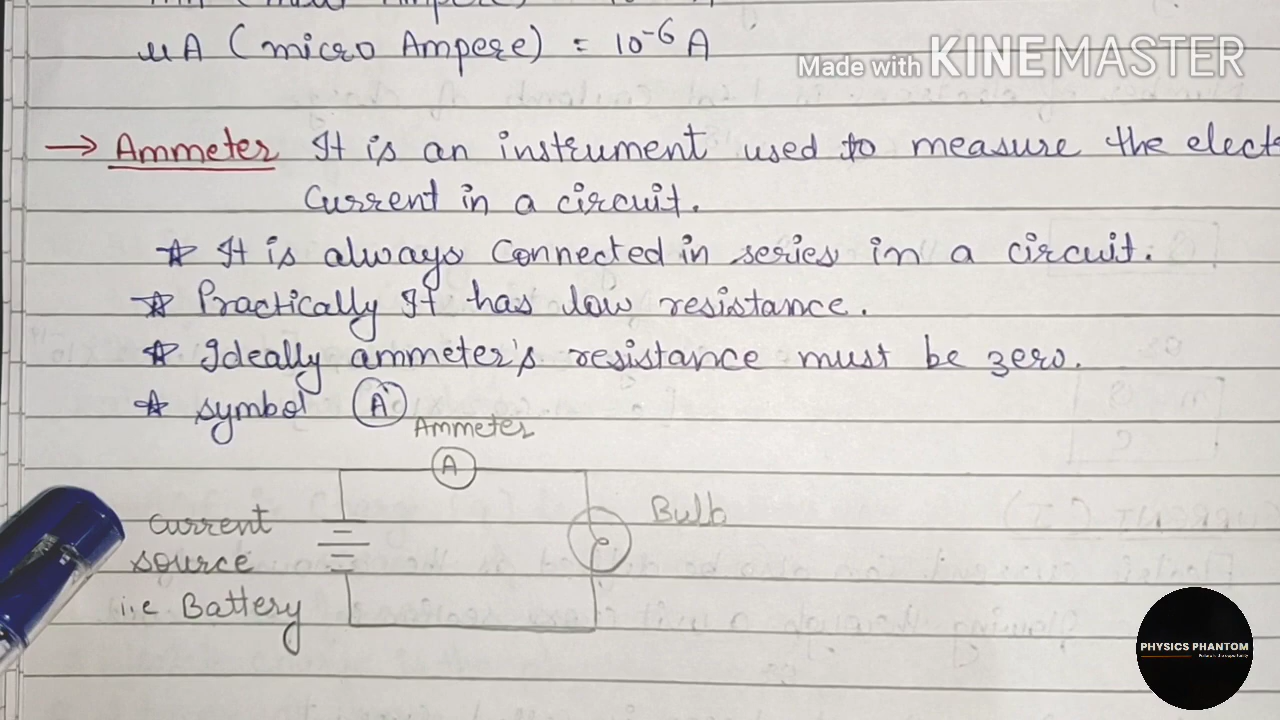 μA (micro Ampere) = 10⁻⁶ A
Made with KINEMASTER
→ Ammeter It is an instrument used to measure the elect
Current in a circuit.
☆ It is always Connected in series in a circuit.
☆ Practically It has low resistance.
☆ Ideally ammeter's resistance must be zero.
☆ symbol (A)
Ammeter
A
Bulb
Current
source
i.e Battery
PHYSICS PHANTOM